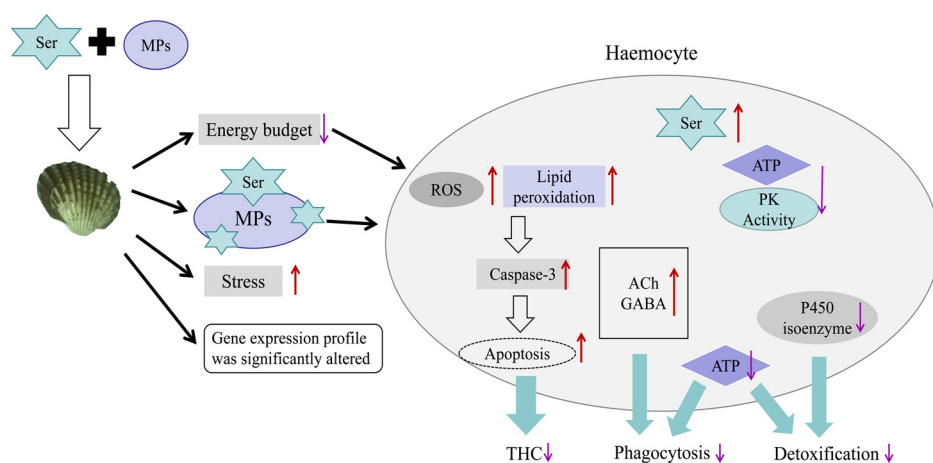 Ser
MPs
Haemocyte
Energy budget
Ser
MPs
Stress
Gene expression profile
was significantly altered
Ser
ATP
PK
Activity
ROS
Lipid
peroxidation
Caspase-3
Apoptosis
ACh
GABA
P450
isoenzyme
ATP
THC
Phagocytosis
Detoxification